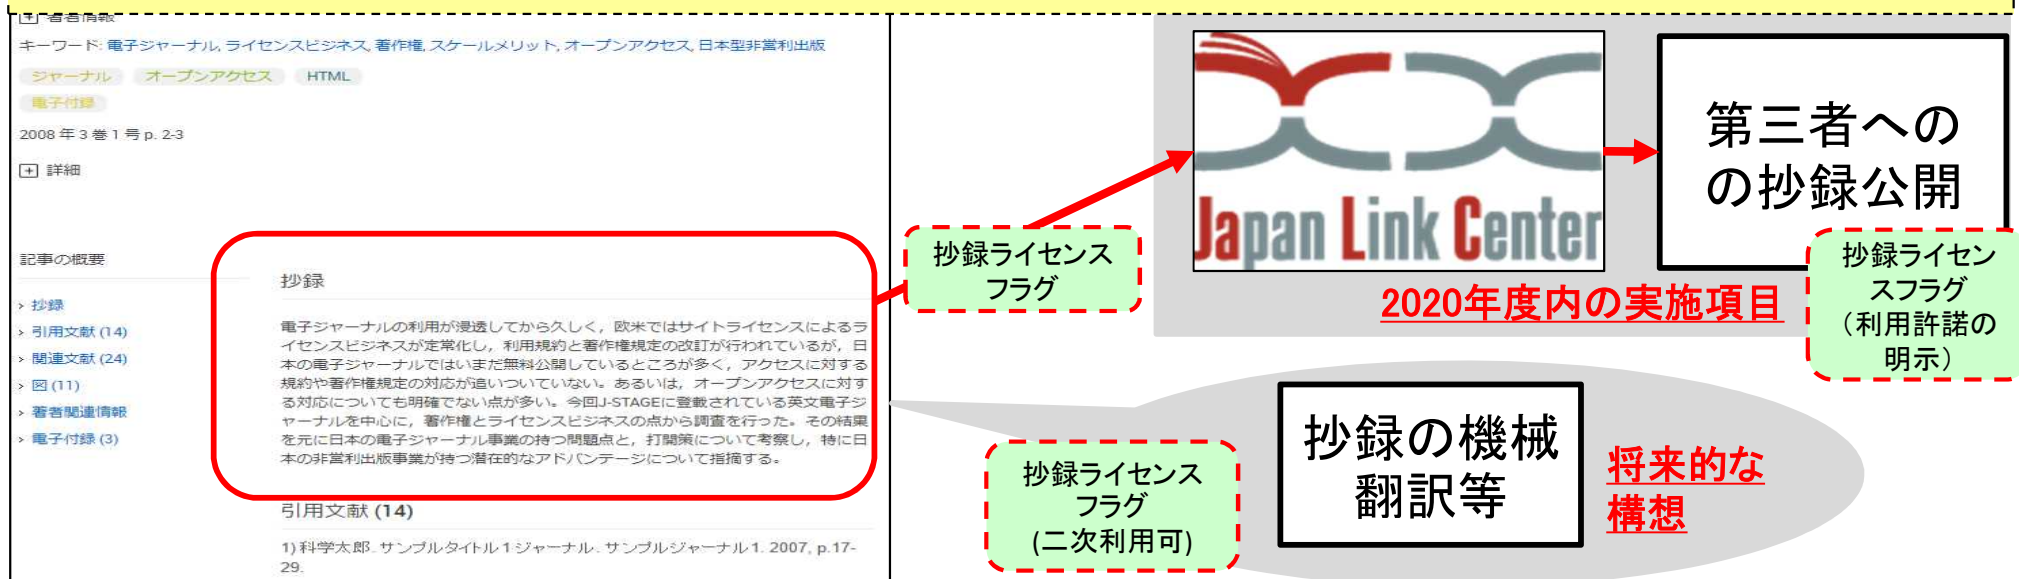 著者情報
キーワード: 電子ジャーナル, ライセンスビジネス, 著作権, スケールメリット, オープンアクセス, 日本型非営利出版
ジャーナル オープンアクセス HTML
電子付録
2008 年 3 巻 1 号 p. 2-3
詳細
記事の概要
› 抄録
› 引用文献 (14)
› 関連文献 (24)
› 図 (11)
› 著者関連情報
› 電子付録 (3)
抄録
電子ジャーナルの利用が浸透してから久しく，欧米ではサイトライセンスによるラ
イセンスビジネスが定常化し，利用規約と著作権規定の改訂が行われているが，日
本の電子ジャーナルではいまだ無料公開しているところが多く，アクセスに対する
規約や著作権規定の対応が追いついていない。あるいは，オープンアクセスに対す
る対応についても明確でない点が多い。今回J-STAGEに登載されている英文電子ジ
ャーナルを中心に，著作権とライセンスビジネスの点から調査を行った。その結果
を元に日本の電子ジャーナル事業の持つ問題点と，打開策について考察し，特に日
本の非営利出版事業が持つ潜在的なアドバンテージについて指摘する。
引用文献 (14)
1) 科学太郎. サンプルタイトル1ジャーナル. サンプルジャーナル1. 2007, p.17-
29.
抄録ライセンス
フラグ
Japan Link Center
第三者への
の抄録公開
2020年度内の実施項目
抄録ライセン
スフラグ
（利用許諾の
明示）
抄録ライセンス
フラグ
(二次利用可)
抄録の機械
翻訳等
将来的な
構想